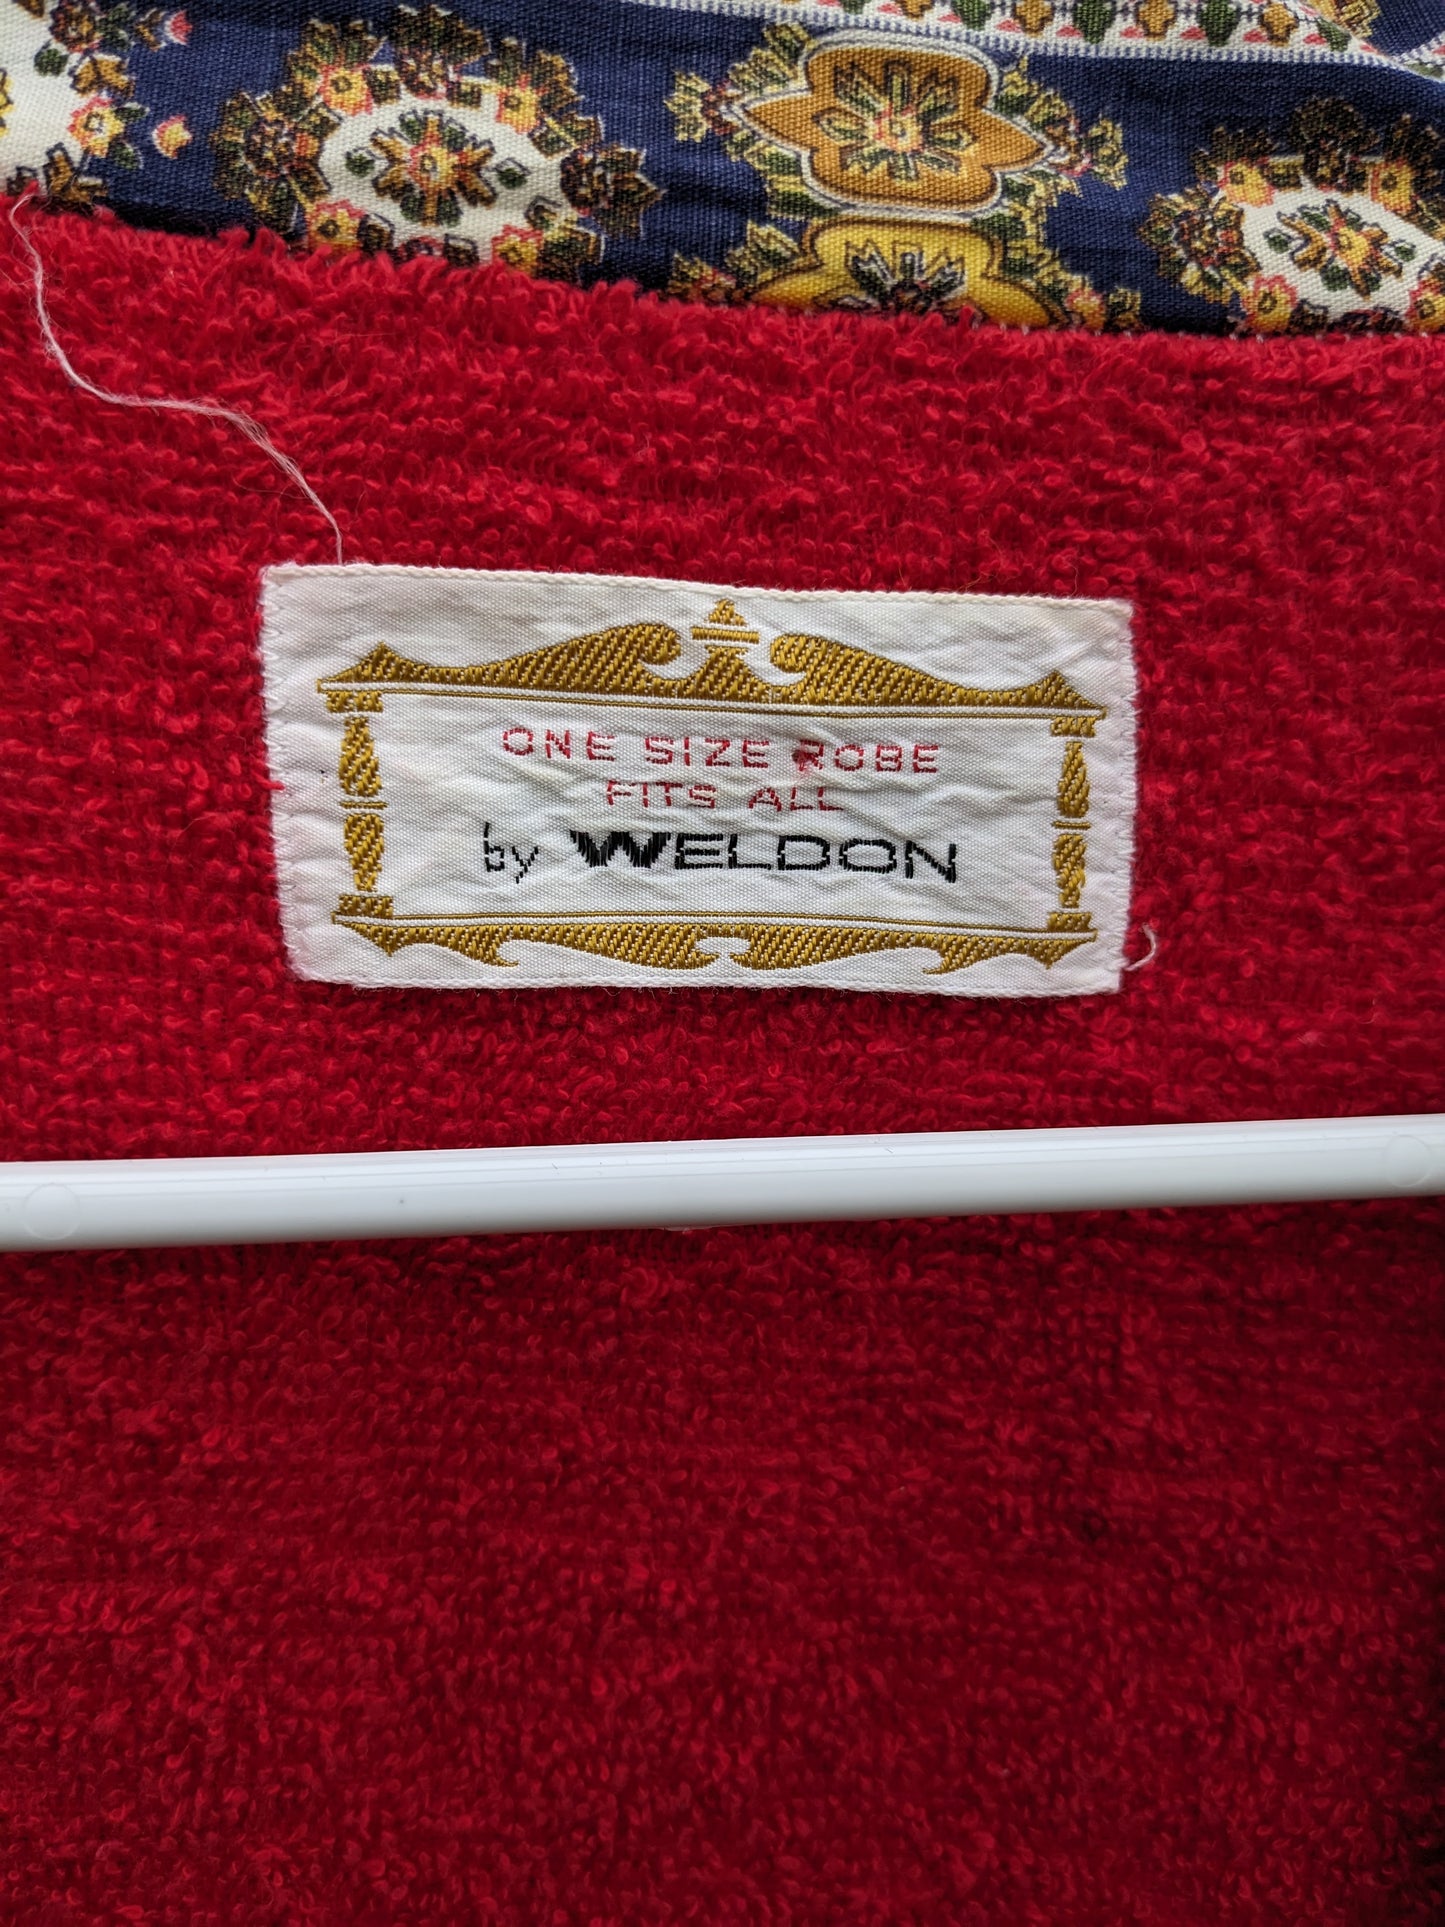 ONE SIZE ROBE
FITS ALL
by WELDON